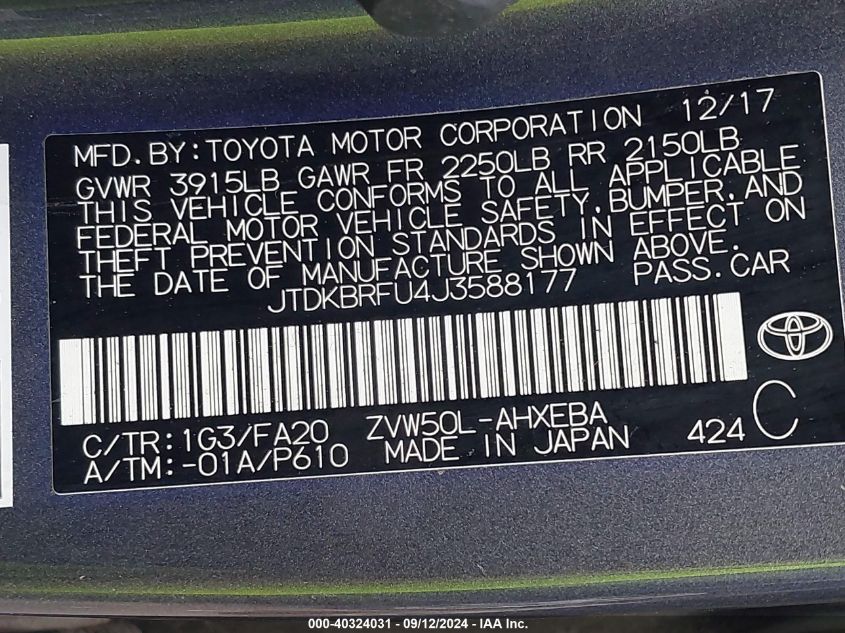 MFD.BY:TOYOTA MOTOR CORPORATION 12/17
GVWR 3915LB GAWR FR 2250LB RR 2150LB
THIS VEHICLE CONFORMS TO ALL APPLICABLE
FEDERAL MOTOR VEHICLE SAFETY,BUMPER,AND
THEFT PREVENTION STANDARDS IN EFFECT ON
THE DATE OF MANUFACTURE SHOWN ABOVE.
JTDKBRFU4J3588177 PASS.CAR
C/TR:1G3/FA20 ZVW50L-AHXEBA
A/TM:-01A/P610 MADE IN JAPAN 424 C
000-40324031 - 09/12/2024 - IAA Inc.